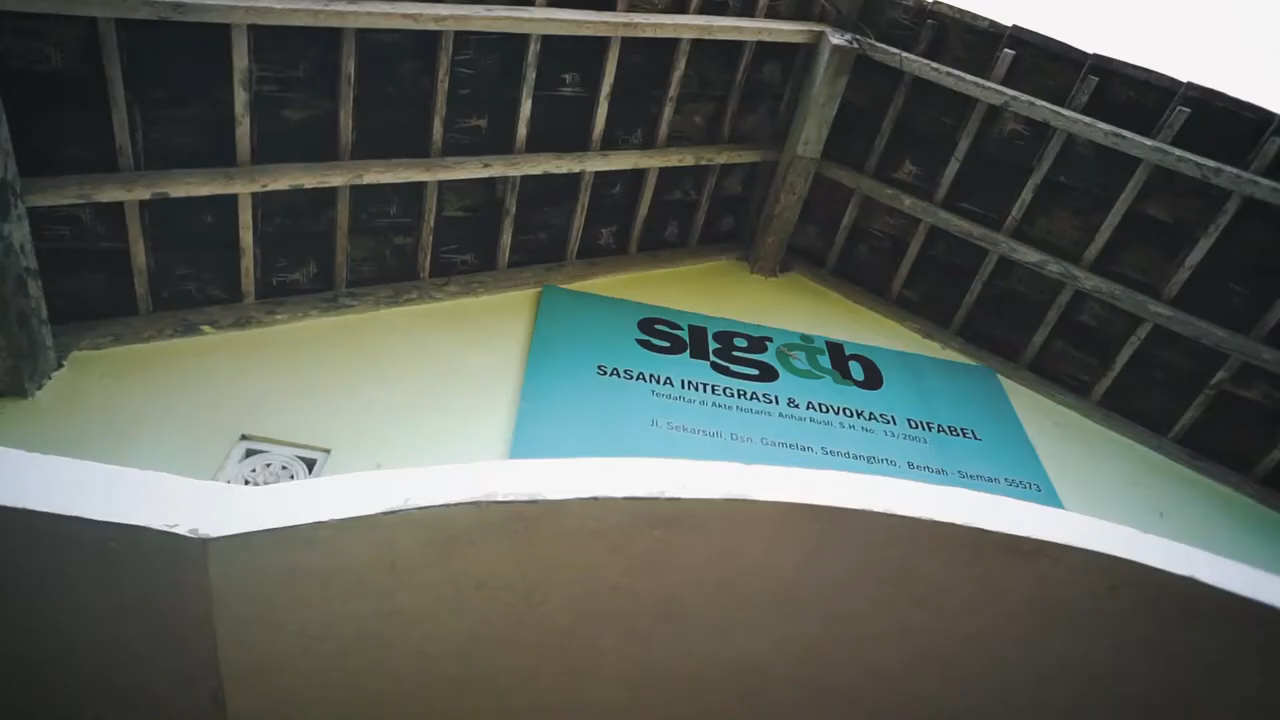 sigab
SASANA INTEGRASI & ADVOKASI DIFABEL
Terdaftar di Akte Notaris: Anhar Rusli, S.H. No. 13/2003
Jl. Sekarsuli, Dsn. Gamelan, Sendangtirto, Berbah - Sleman 55573